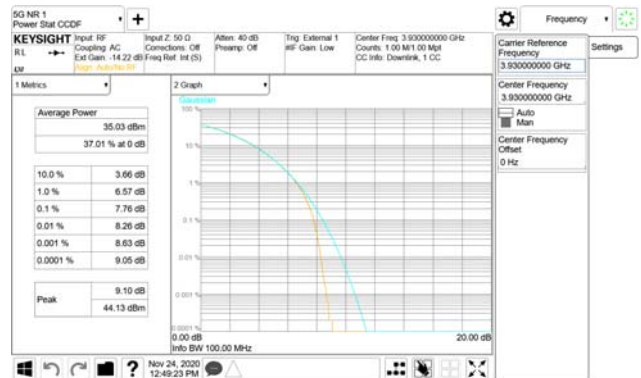 5G NR 1
Power Stat CCDF
Frequency
KEYSIGHT
RL
Input: RF
Coupling: AC
Ext Gain: -14.22 dB
Align: Auto/No RF
Input Z: 50 Ω
Corrections: Off
Freq Ref: Int (S)
Atten: 40 dB
Preamp: Off
Trig: External 1
#IF Gain: Low
Center Freq: 3.930000000 GHz
Counts: 1.00 M/1.00 Mpt
CC Info: Downlink, 1 CC
Carrier Reference
Frequency
3.930000000 GHz
Settings
Center Frequency
3.930000000 GHz
Auto
Man
Center Frequency
Offset
0 Hz
1 Metrics
Average Power
35.03 dBm
37.01 % at 0 dB
10.0 % 3.66 dB
1.0 % 6.57 dB
0.1 % 7.76 dB
0.01 % 8.26 dB
0.001 % 8.63 dB
0.0001 % 9.05 dB
Peak
9.10 dB
44.13 dBm
2 Graph
Gaussian
100 %
10 %
1 %
0.1 %
0.01 %
0.001 %
0.0001 %
0.00 dB
20.00 dB
Info BW 100.00 MHz
?
Nov 24, 2020
12:49:23 PM